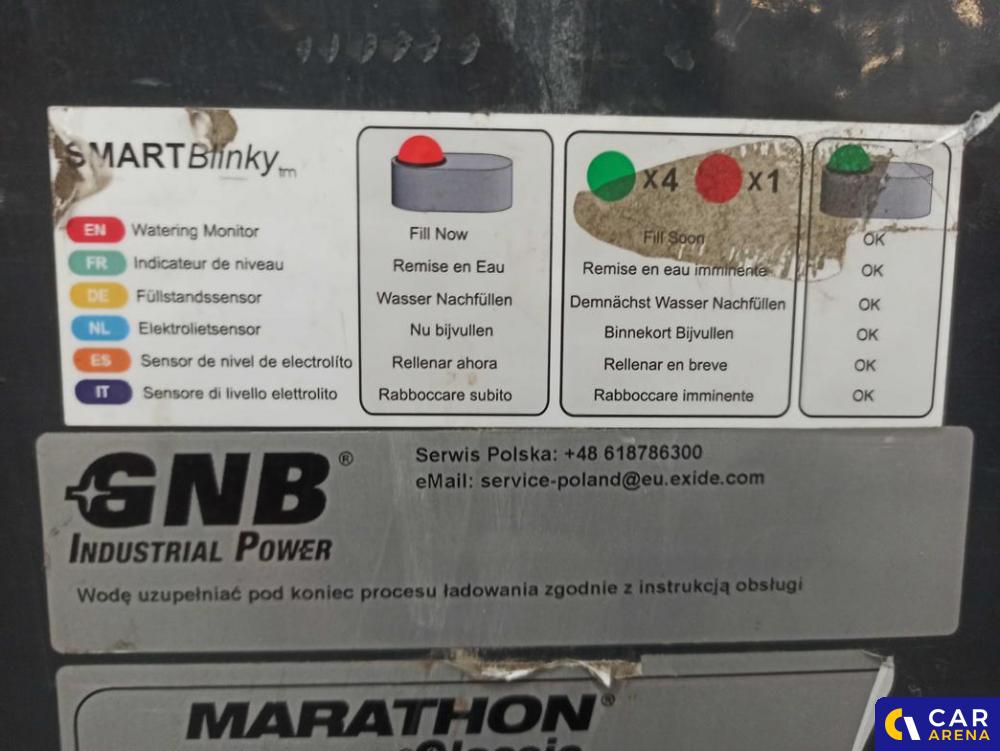 SMARTBlinky tm
EN Watering Monitor
FR Indicateur de niveau
DE Füllstandssensor
NL Elektrolietsensor
ES Sensor de nivel de electrolíto
IT Sensore di livello elettrolito
Fill Now
Remise en Eau
Wasser Nachfüllen
Nu bijvullen
Rellenar ahora
Rabboccare subito
x4 x1
Fill Soon
Remise en eau imminente
Demnächst Wasser Nachfüllen
Binnekort Bijvullen
Rellenar en breve
Rabboccare imminente
OK
OK
OK
OK
OK
OK
GNB®
INDUSTRIAL POWER
Serwis Polska: +48 618786300
eMail: service-poland@eu.exide.com
Wodę uzupełniać pod koniec procesu ładowania zgodnie z instrukcją obsługi
MARATHON®
CAR
ARENA